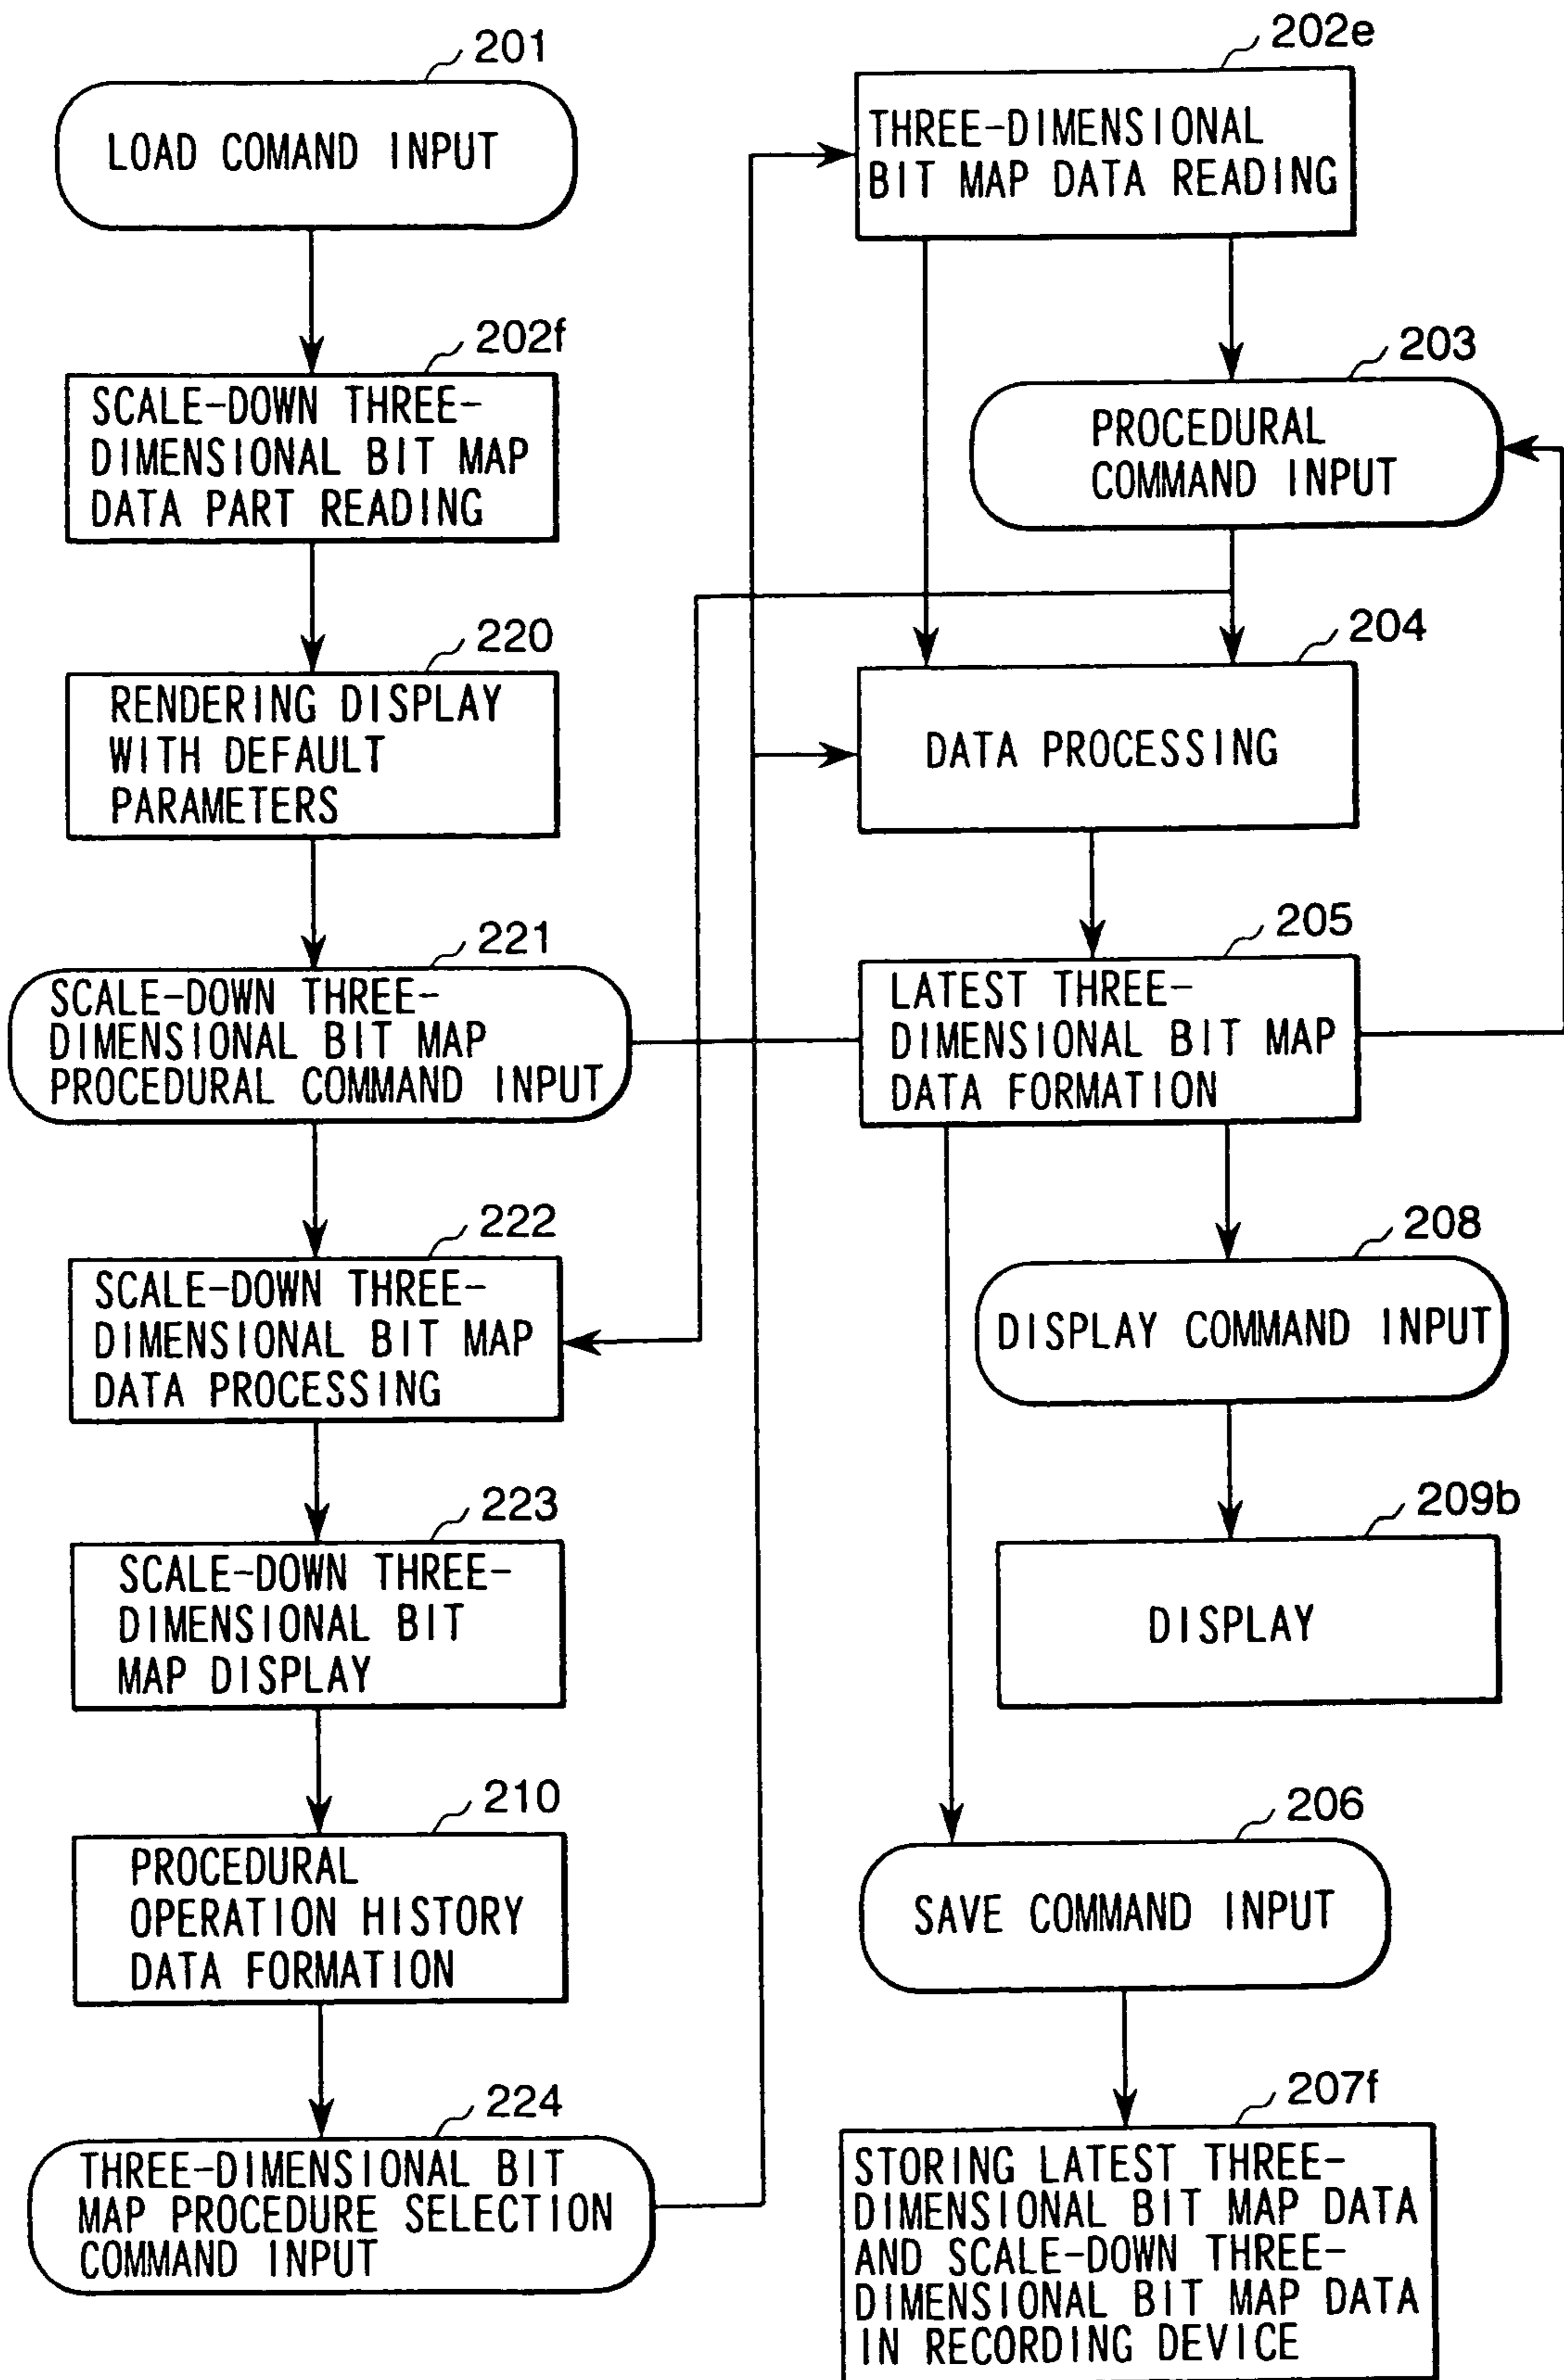 201
LOAD COMAND INPUT
202f
SCALE-DOWN THREE-
DIMENSIONAL BIT MAP
DATA PART READING
220
RENDERING DISPLAY
WITH DEFAULT
PARAMETERS
221
SCALE-DOWN THREE-
DIMENSIONAL BIT MAP
PROCEDURAL COMMAND INPUT
222
SCALE-DOWN THREE-
DIMENSIONAL BIT MAP
DATA PROCESSING
223
SCALE-DOWN THREE-
DIMENSIONAL BIT
MAP DISPLAY
210
PROCEDURAL
OPERATION HISTORY
DATA FORMATION
224
THREE-DIMENSIONAL BIT
MAP PROCEDURE SELECTION
COMMAND INPUT
202e
THREE-DIMENSIONAL
BIT MAP DATA READING
203
PROCEDURAL
COMMAND INPUT
204
DATA PROCESSING
205
LATEST THREE-
DIMENSIONAL BIT MAP
DATA FORMATION
208
DISPLAY COMMAND INPUT
209b
DISPLAY
206
SAVE COMMAND INPUT
207f
STORING LATEST THREE-
DIMENSIONAL BIT MAP DATA
AND SCALE-DOWN THREE-
DIMENSIONAL BIT MAP DATA
IN RECORDING DEVICE